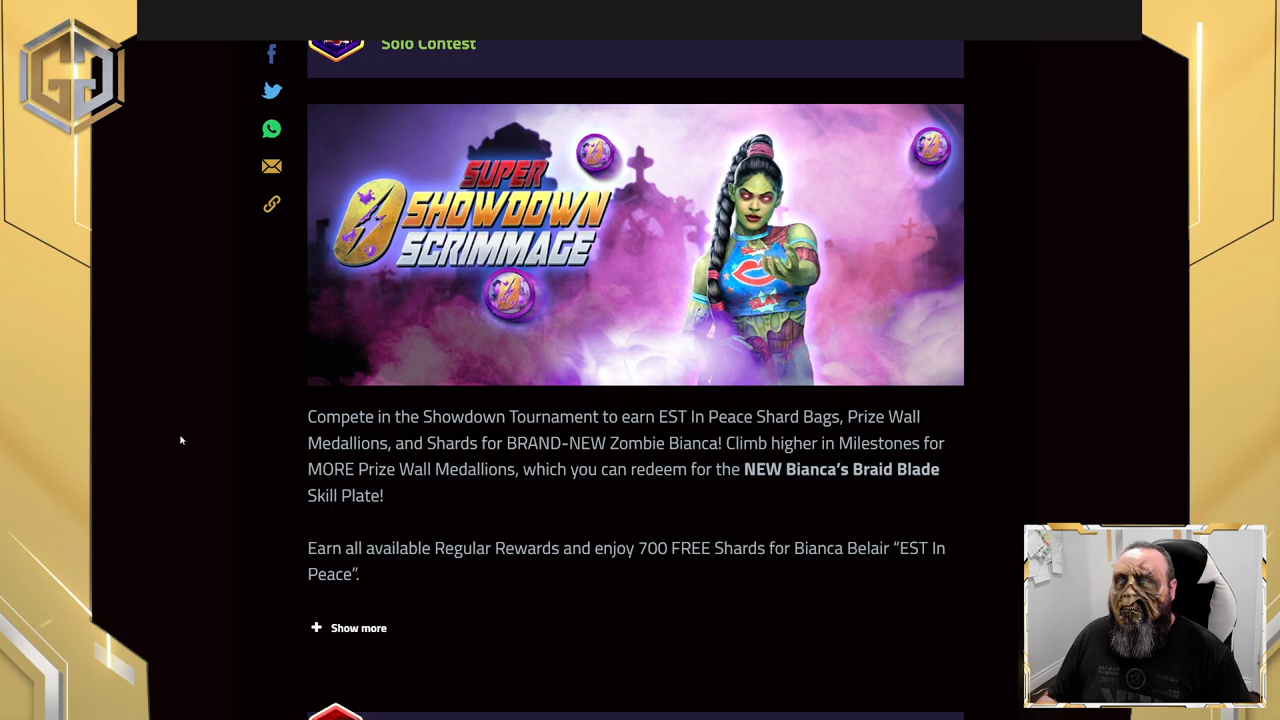 Solo Contest
SUPER
SHOWDOWN
SCRIMMAGE
SLAY
Compete in the Showdown Tournament to earn EST In Peace Shard Bags, Prize Wall
Medallions, and Shards for BRAND-NEW Zombie Bianca! Climb higher in Milestones for
MORE Prize Wall Medallions, which you can redeem for the NEW Bianca’s Braid Blade
Skill Plate!
Earn all available Regular Rewards and enjoy 700 FREE Shards for Bianca Belair “EST In
Peace”.
Show more